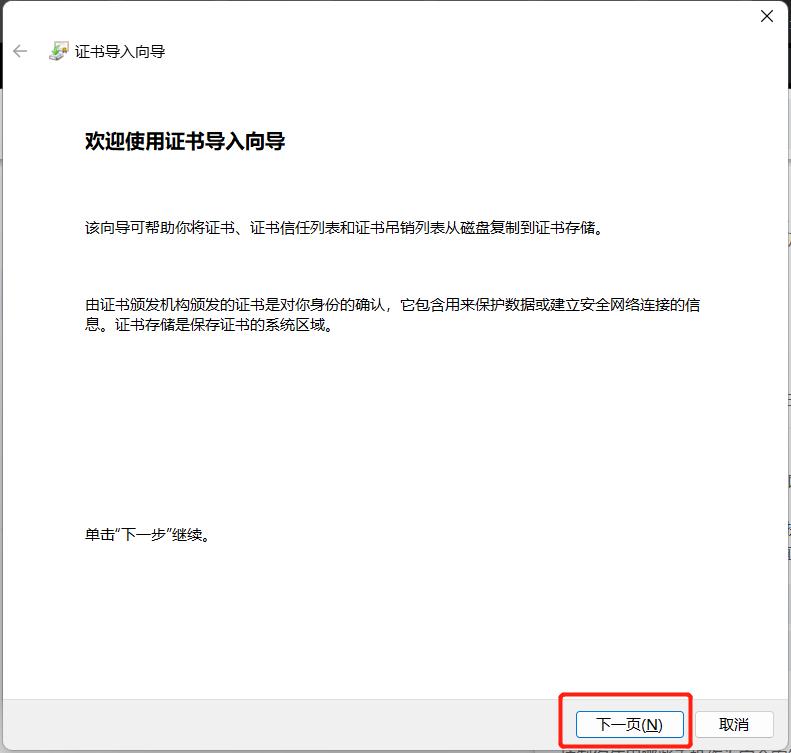 证书导入向导
欢迎使用证书导入向导
该向导可帮助你将证书、证书信任列表和证书吊销列表从磁盘复制到证书存储。
由证书颁发机构颁发的证书是对你身份的确认，它包含用来保护数据或建立安全网络连接的信
息。证书存储是保存证书的系统区域。
单击“下一步”继续。
下一页(N)
取消